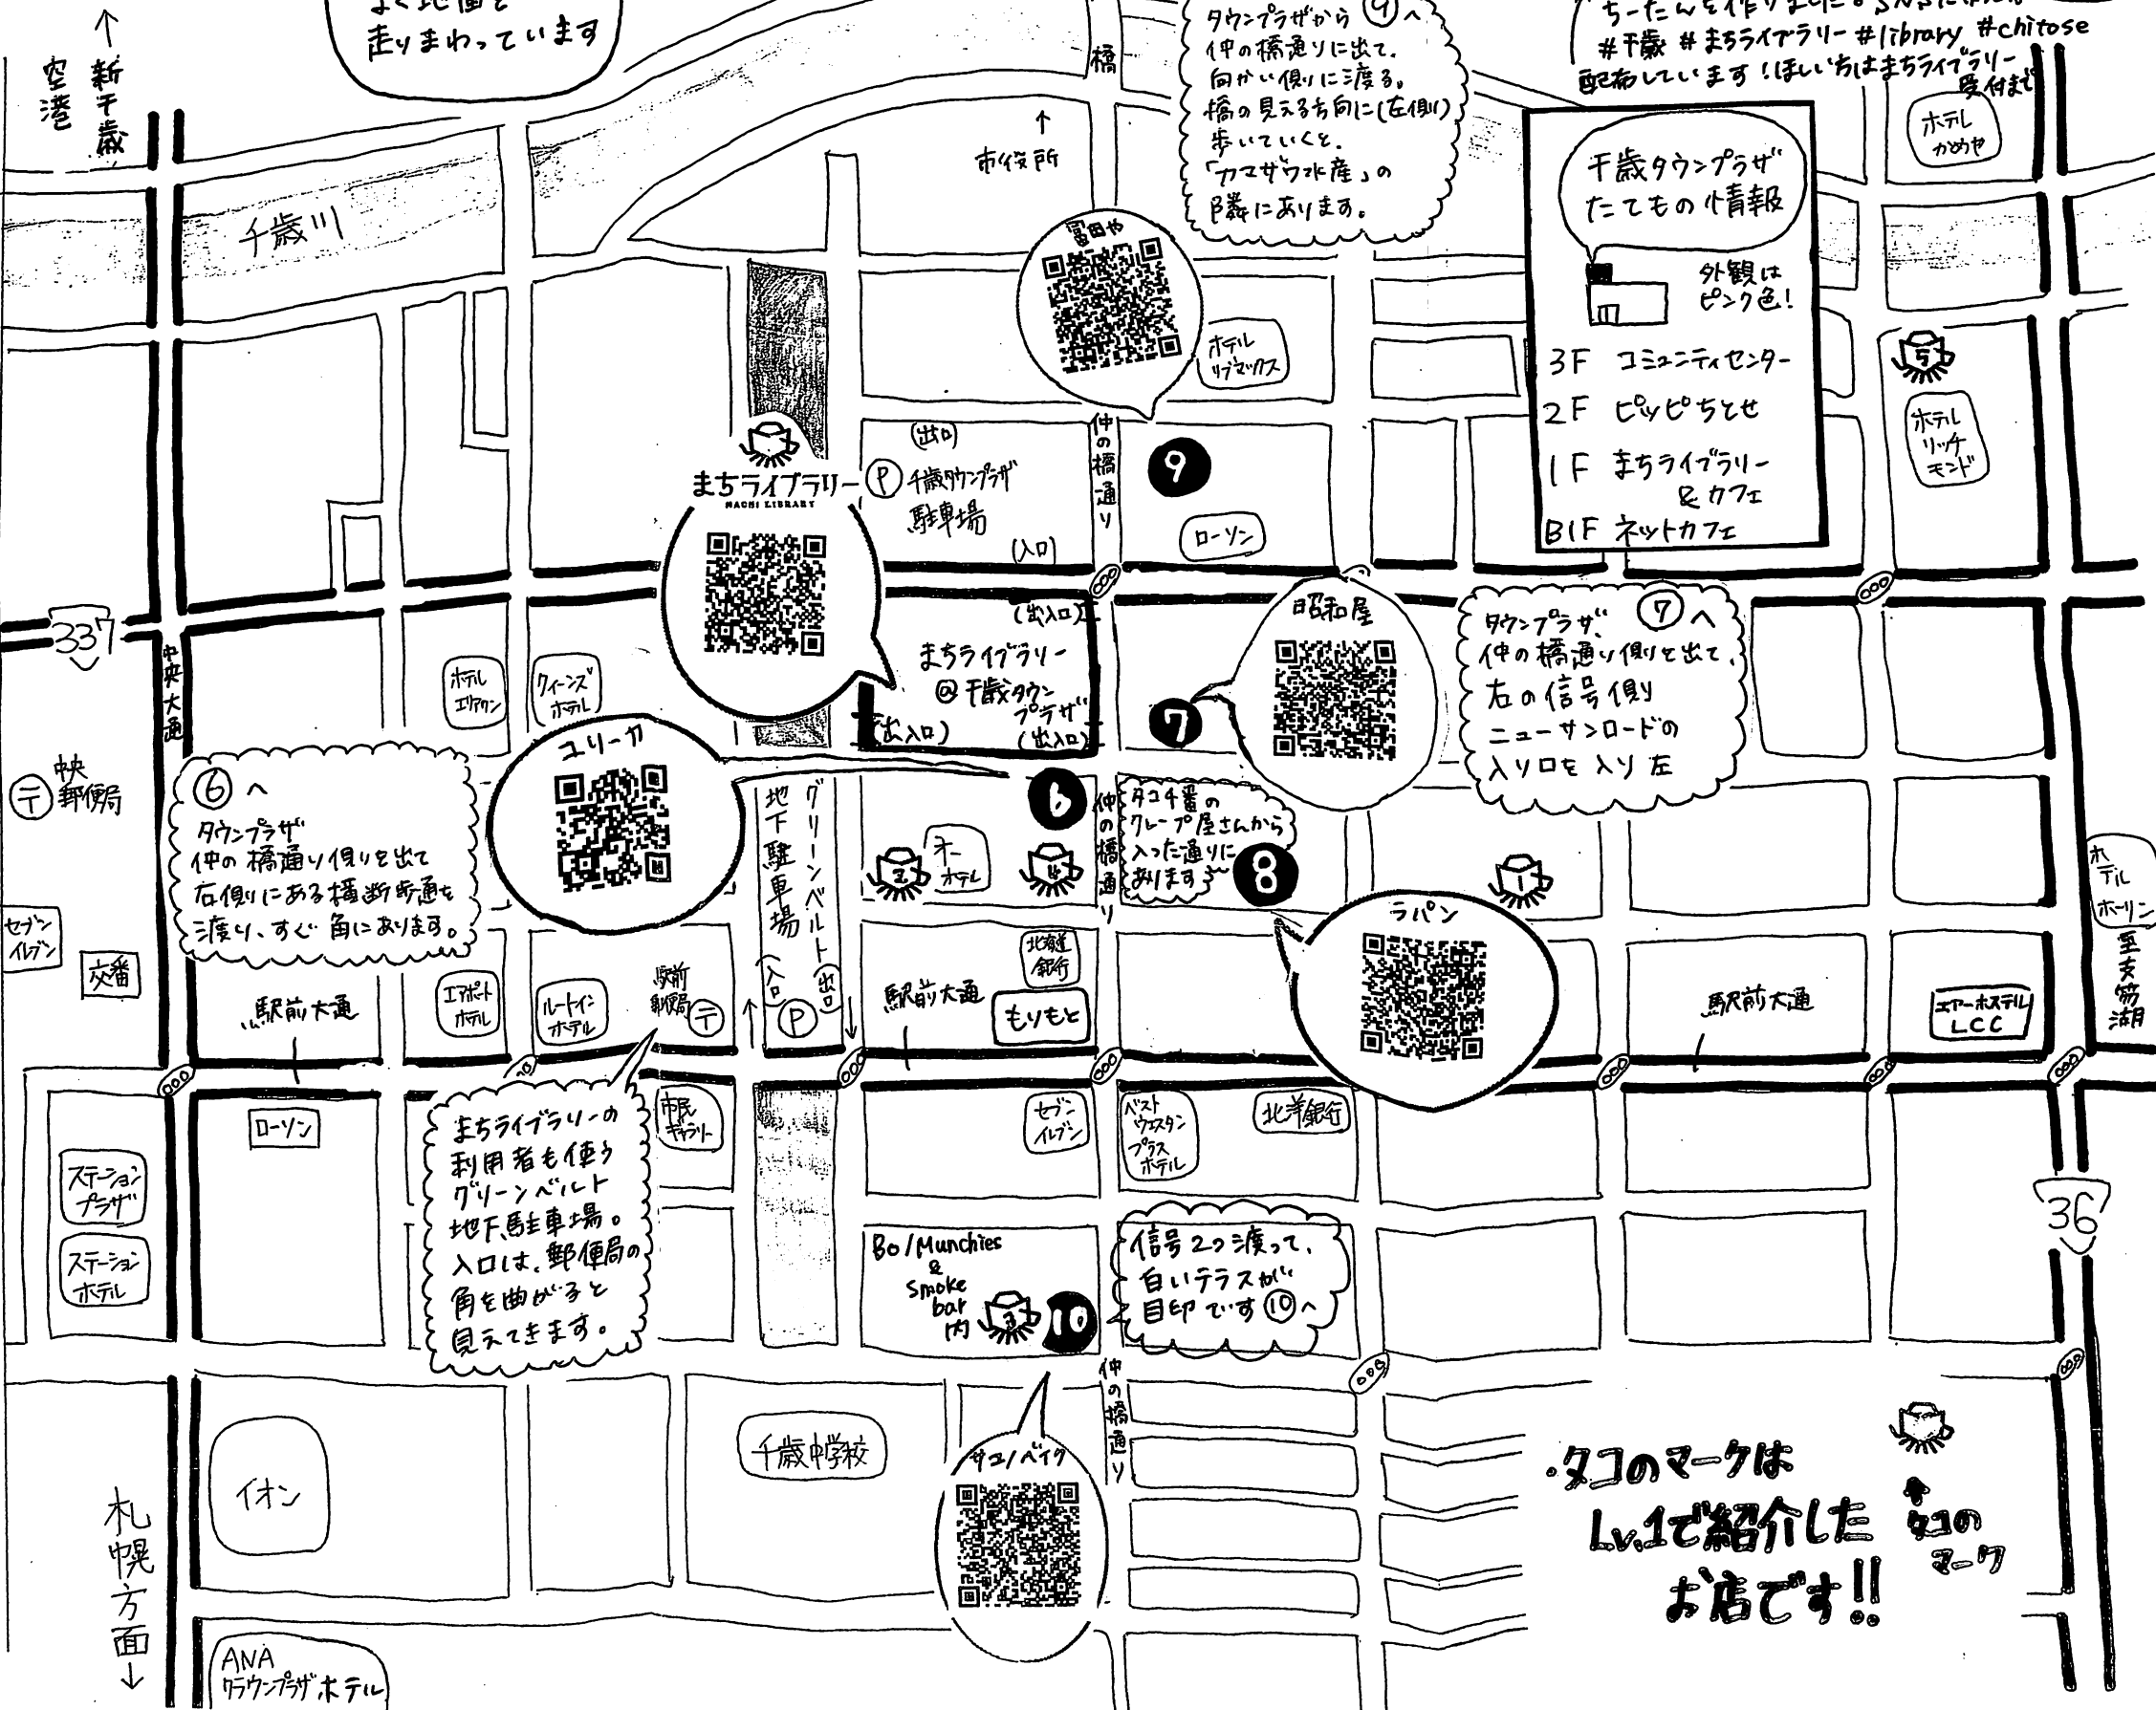 走りまわっています
↑
新千歳
空港
千歳川
橋
↑
市役所
タウンプラザから ⑨へ
仲の橋通りに出て、
向かい側に渡る。
橋の見える方向に(左側)
歩いていくと、
「カマザワ水産」の
隣にあります。
#千歳 #まちライブラリー #library #chitose
配布しています!ほしい方はまちライブラリー
受付まで
ホテル
かめや
千歳タウンプラザ
たてもの情報
外観は
ピンク色!
3F コミュニティセンター
2F ピッピちとせ
1F まちライブラリー
&カフェ
B1F ネットカフェ
冨田や
ホテル
リブマックス
5
ホテル
リッチ
モンド
仲の橋通り
9
ローソン
まちライブラリー
MACHI LIBRARY
(出口)
P 千歳タウンプラザ
駐車場
(入口)
337
中央大通
ホテル
エリアワン
クィーンズ
ホテル
(出入口)
まちライブラリー
@千歳タウン
プラザ
(出入口)
(出入口)
7
昭和屋
タウンプラザ、 ⑦へ
仲の橋通り側を出て、
右の信号側
ニューサンロードの
入り口を入り左
〒 中央
郵便局
⑥へ
タウンプラザ
仲の橋通り側を出て
右側にある横断歩道を
渡り、すぐ角にあります。
ユリーカ
グリーンベルト
地下駐車場
(入口)
(出口)
↑
P
↓
6
2
ホテル
4
仲の橋通り
タコ千番の
クレープ屋さんから
入った通りに
あります
8
1
ラパン
ホテル
ホーリン
至支笏湖
セブン
イレブン
交番
駅前大通
エアポート
ホテル
ルートイン
ホテル
駅前
郵便局
〒
駅前大通
北海道
銀行
もりもと
駅前大通
エアーホステル
LCC
ローソン
ステーション
プラザ
ステーション
ホテル
まちライブラリーの
利用者も使う
グリーンベルト
地下駐車場。
入口は、郵便局の
角を曲がると
見えてきます。
市民
ギャラリー
セブン
イレブン
ベスト
ウェスタン
プラス
ホテル
北洋銀行
36
Bo/Munchies
&
Smoke
bar
内
3
10
信号2つ渡って、
白いテラスが
目印です⑩へ
仲の橋通り
イオン
千歳中学校
サユノベイク
札幌方面
↓
ANA
クラウンプラザホテル
・タコのマークは
Lv.1で紹介した
お店です!!
↑
タコの
マーク